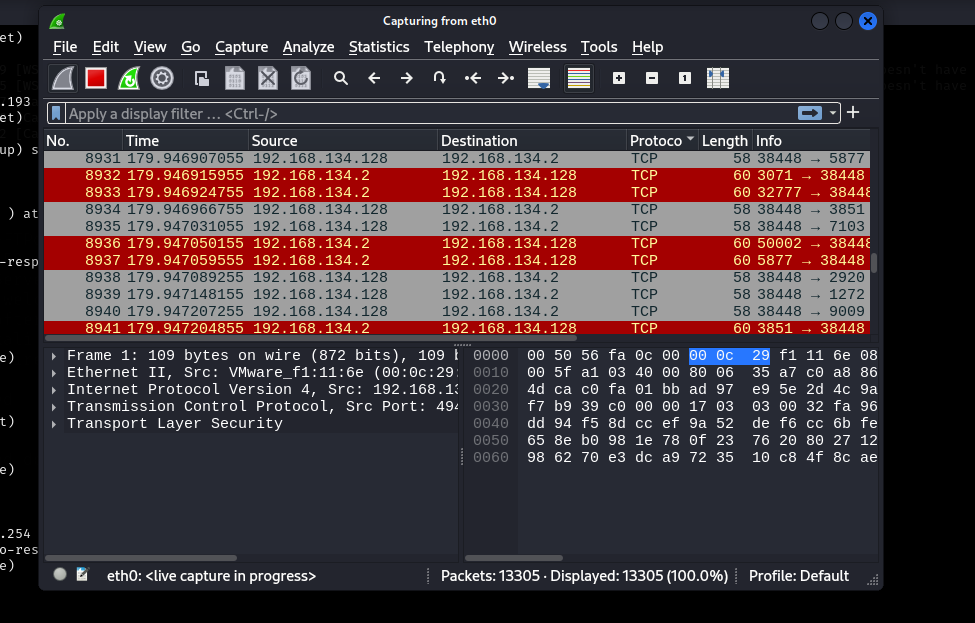 Capturing from eth0
File Edit View Go Capture Analyze Statistics Telephony Wireless Tools Help
Apply a display filter … <Ctrl-/>
No. Time Source Destination Protoco Length Info
8931 179.946907055 192.168.134.128 192.168.134.2 TCP 58 38448 → 5877
8932 179.946915955 192.168.134.2 192.168.134.128 TCP 60 3071 → 38448
8933 179.946924755 192.168.134.2 192.168.134.128 TCP 60 32777 → 38448
8934 179.946966755 192.168.134.128 192.168.134.2 TCP 58 38448 → 3851
8935 179.947031055 192.168.134.128 192.168.134.2 TCP 58 38448 → 7103
8936 179.947050155 192.168.134.2 192.168.134.128 TCP 60 50002 → 38448
8937 179.947059555 192.168.134.2 192.168.134.128 TCP 60 5877 → 38448
8938 179.947089255 192.168.134.128 192.168.134.2 TCP 58 38448 → 2920
8939 179.947148155 192.168.134.128 192.168.134.2 TCP 58 38448 → 1272
8940 179.947207255 192.168.134.128 192.168.134.2 TCP 58 38448 → 9009
8941 179.947204855 192.168.134.2 192.168.134.128 TCP 60 3851 → 38448
Frame 1: 109 bytes on wire (872 bits), 109 b
Ethernet II, Src: VMware_f1:11:6e (00:0c:29:
Internet Protocol Version 4, Src: 192.168.13
Transmission Control Protocol, Src Port: 494
Transport Layer Security
0000 00 50 56 fa 0c 00 00 0c 29 f1 11 6e 08
0010 00 5f a1 03 40 00 80 06 35 a7 c0 a8 86
0020 4d ca c0 fa 01 bb ad 97 e9 5e 2d 4c 9a
0030 f7 b9 39 c0 00 00 17 03 03 00 32 fa 96
0040 dd 94 f5 8d cc ef 9a 52 de f6 cc 6b fe
0050 65 8e b0 98 1e 78 0f 23 76 20 80 27 12
0060 98 62 70 e3 dc a9 72 35 10 c8 4f 8c ae
eth0: <live capture in progress>
Packets: 13305 · Displayed: 13305 (100.0%)
Profile: Default
et)
.193
et)
up) s
) at
-resp
e)
t)
e)
.254
o-res
e)